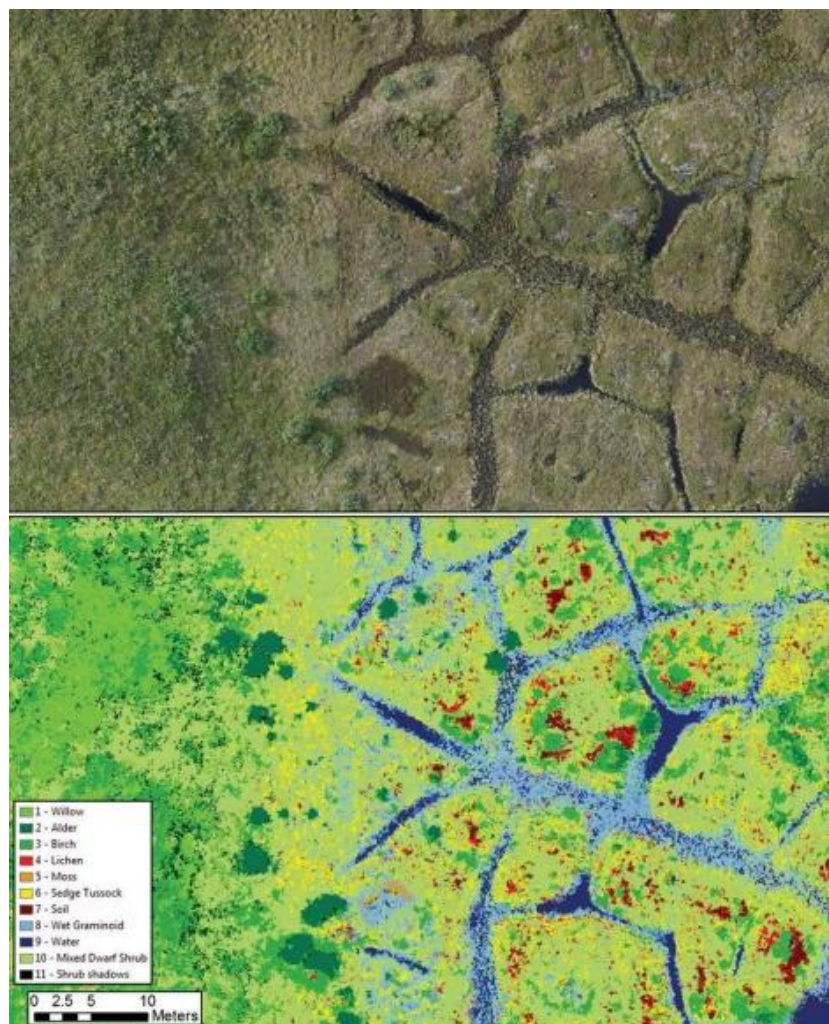 1 - Willow
2 - Alder
3 - Birch
4 - Lichen
5 - Moss
6 - Sedge Tussock
7 - Soil
8 - Wet Graminoid
9 - Water
10 - Mixed Dwarf Shrub
11 - Shrub shadows
0 2.5 5 10
Meters